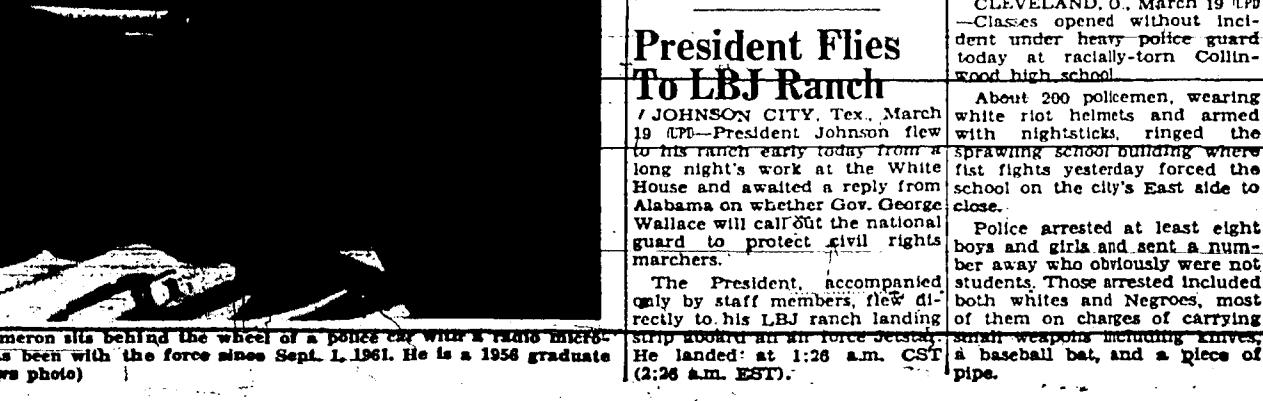 meron sits behind the wheel of a police car with a radio micro-
s been with the force since Sept. 1, 1961. He is a 1956 graduate
ws photo)
President Flies
To LBJ Ranch
JOHNSON CITY, Tex., March
19 (UPI)—President Johnson flew
to his ranch early today from a
long night's work at the White
House and awaited a reply from
Alabama on whether Gov. George
Wallace will call out the national
guard to protect civil rights
marchers.
The President, accompanied
only by staff members, flew di-
rectly to his LBJ ranch landing
strip aboard an air force Jetstar.
He landed at 1:26 a.m. CST
(2:26 a.m. EST).
CLEVELAND, O., March 19 (UPI)
—Classes opened without inci-
dent under heavy police guard
today at racially-torn Collin-
wood high school.
About 200 policemen, wearing
white riot helmets and armed
with nightsticks, ringed the
sprawling school building where
fist fights yesterday forced the
school on the city's East side to
close.
Police arrested at least eight
boys and girls and sent a num-
ber away who obviously were not
students. Those arrested included
both whites and Negroes, most
of them on charges of carrying
small weapons including knives,
a baseball bat, and a piece of
pipe.